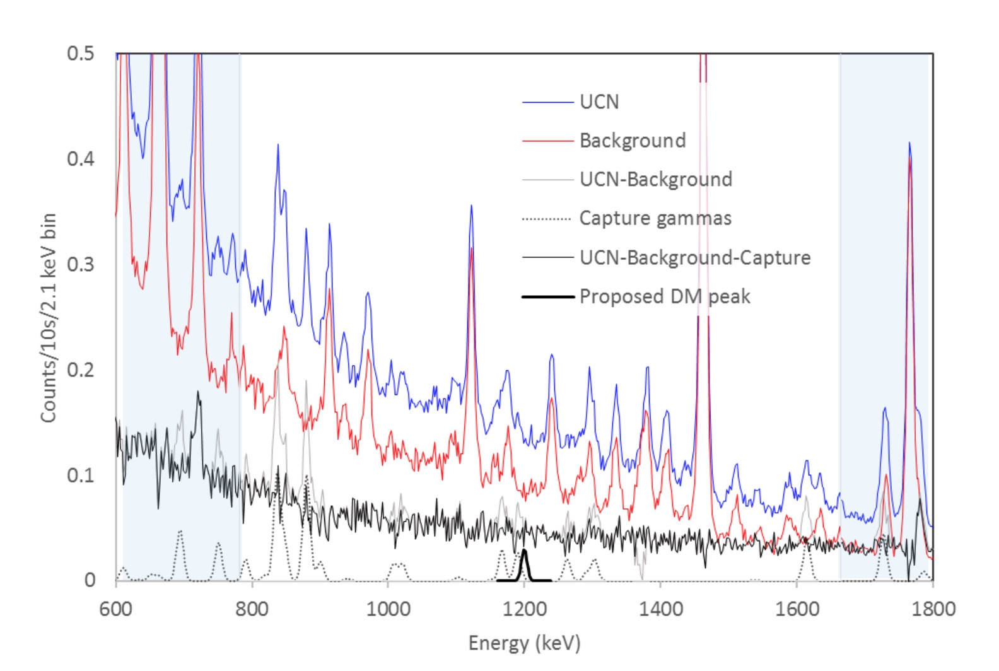 0.5
0.4
0.3
0.2
0.1
0
Counts/10s/2.1 keV bin
UCN
Background
UCN-Background
Capture gammas
UCN-Background-Capture
Proposed DM peak
600 800 1000 1200 1400 1600 1800
Energy (keV)